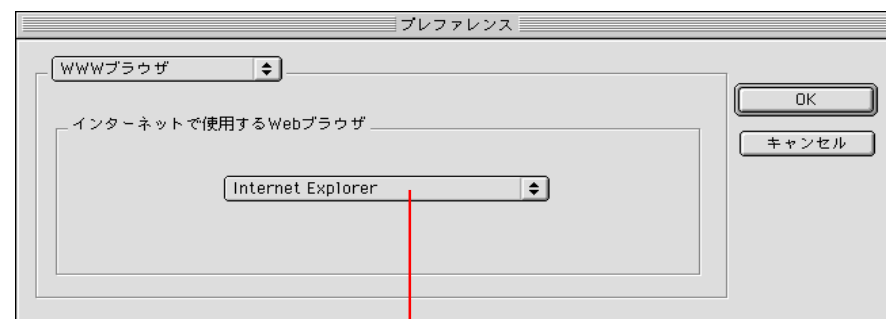 プレファレンス
WWWブラウザ
OK
インターネットで使用するWebブラウザ
キャンセル
Internet Explorer